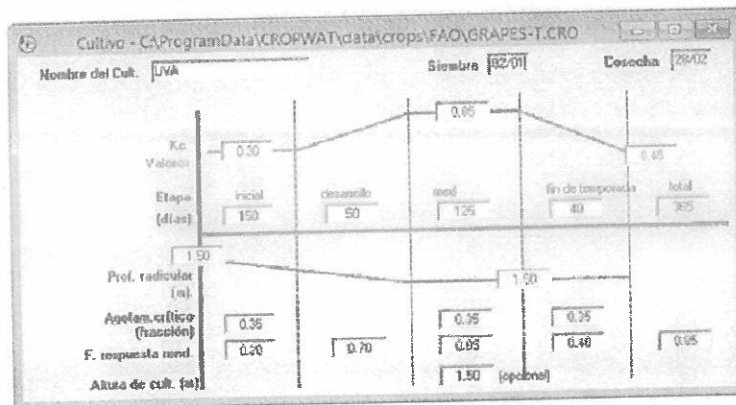 Cultivo - C:\ProgramData\CROPWAT\data\crops\FAO\GRAPES-T.CRO
Nombre del Cult. UVA Siembra 02/01 Cosecha 28/02
Kc Valores 0.30 0.85 0.45
Etapa (días) inicial desarrollo med fin de temporada total
150 50 125 40 365
1.50
Prof. radicular (m). 1.50
Agotam. crítico (fracción) 0.35 0.35 0.35
F. respuesta rend. 0.20 0.70 0.85 0.40 0.85
Altura de cult. (m) 1.50 (opcional)